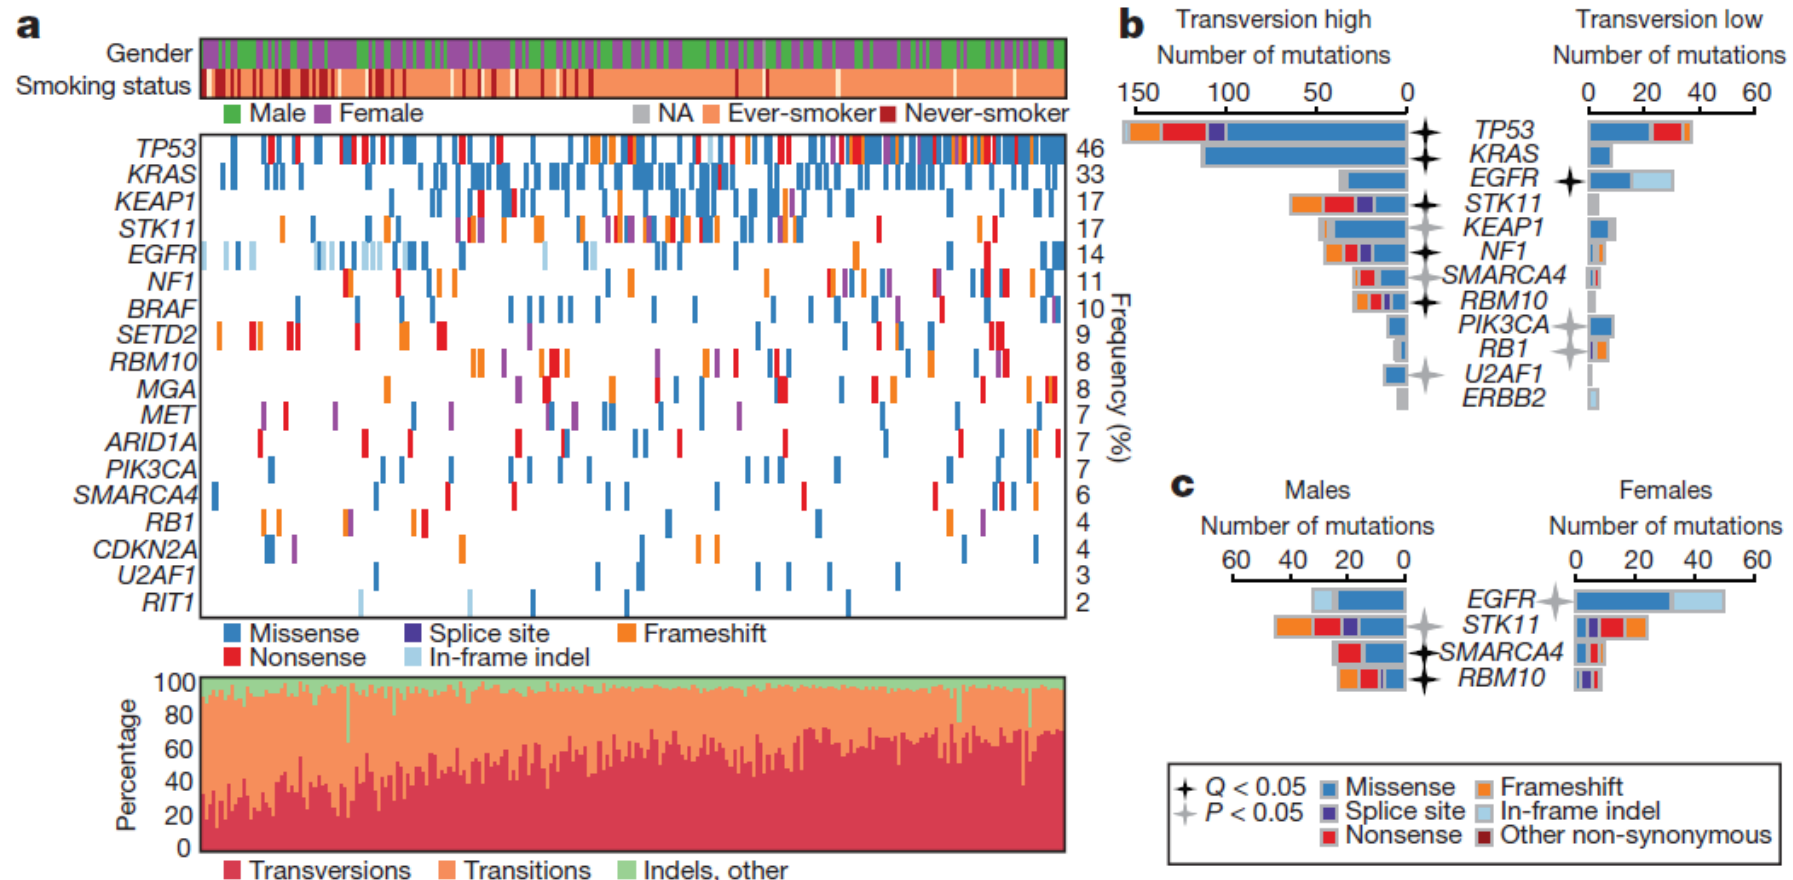 a
Gender
Smoking status
Male Female NA Ever-smoker Never-smoker
TP53 46
KRAS 33
KEAP1 17
STK11 17
EGFR 14
NF1 11
BRAF 10
SETD2 9
RBM10 8
MGA 8
MET 7
ARID1A 7
PIK3CA 7
SMARCA4 6
RB1 4
CDKN2A 4
U2AF1 3
RIT1 2
Frequency (%)
Missense Splice site Frameshift
Nonsense In-frame indel
Percentage
100
80
60
40
20
0
Transversions Transitions Indels, other
b
Transversion high Transversion low
Number of mutations Number of mutations
150 100 50 0 0 20 40 60
TP53
KRAS
EGFR
STK11
KEAP1
NF1
SMARCA4
RBM10
PIK3CA
RB1
U2AF1
ERBB2
c
Males Females
Number of mutations Number of mutations
60 40 20 0 0 20 40 60
EGFR
STK11
SMARCA4
RBM10
Q < 0.05 Missense Frameshift
P < 0.05 Splice site In-frame indel
Nonsense Other non-synonymous